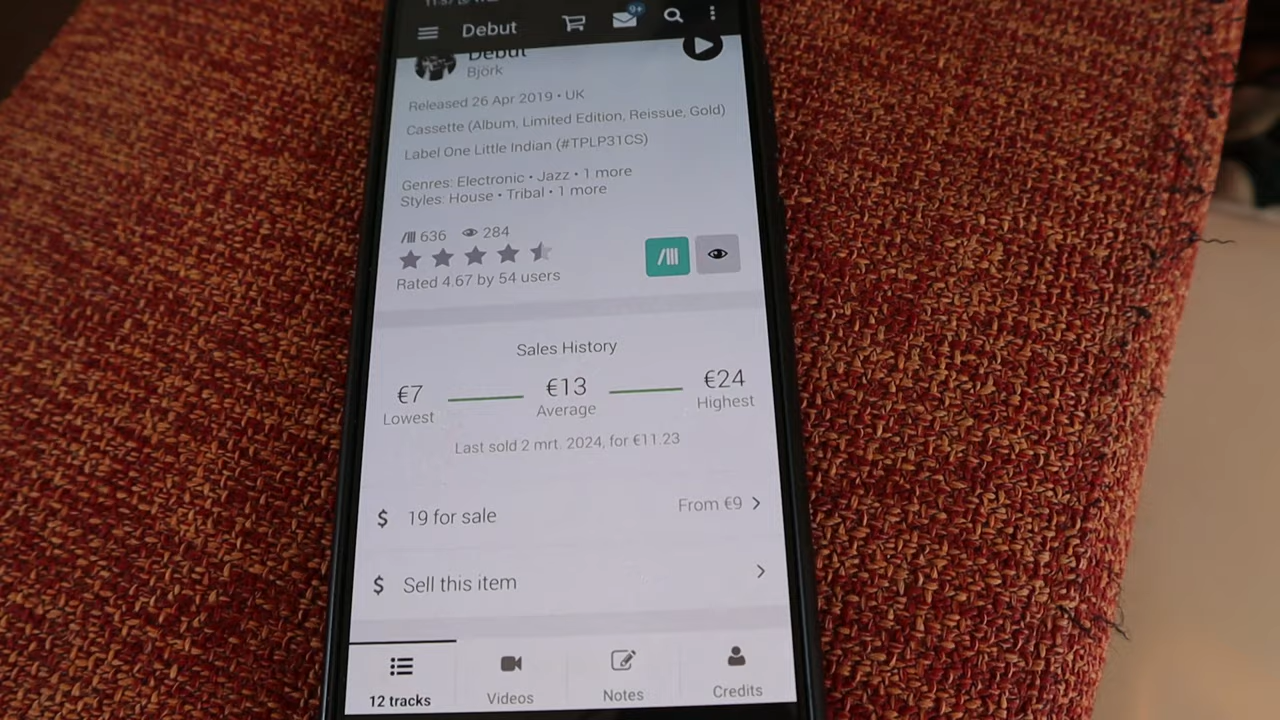 Debut
9+
Debut
Björk
Released 26 Apr 2019 • UK
Cassette (Album, Limited Edition, Reissue, Gold)
Label One Little Indian (#TPLP31CS)
Genres: Electronic • Jazz • 1 more
Styles: House • Tribal • 1 more
636 284
Rated 4.67 by 54 users
Sales History
€7 €13 €24
Lowest Average Highest
Last sold 2 mrt. 2024, for €11.23
$ 19 for sale From €9
$ Sell this item
12 tracks Videos Notes Credits